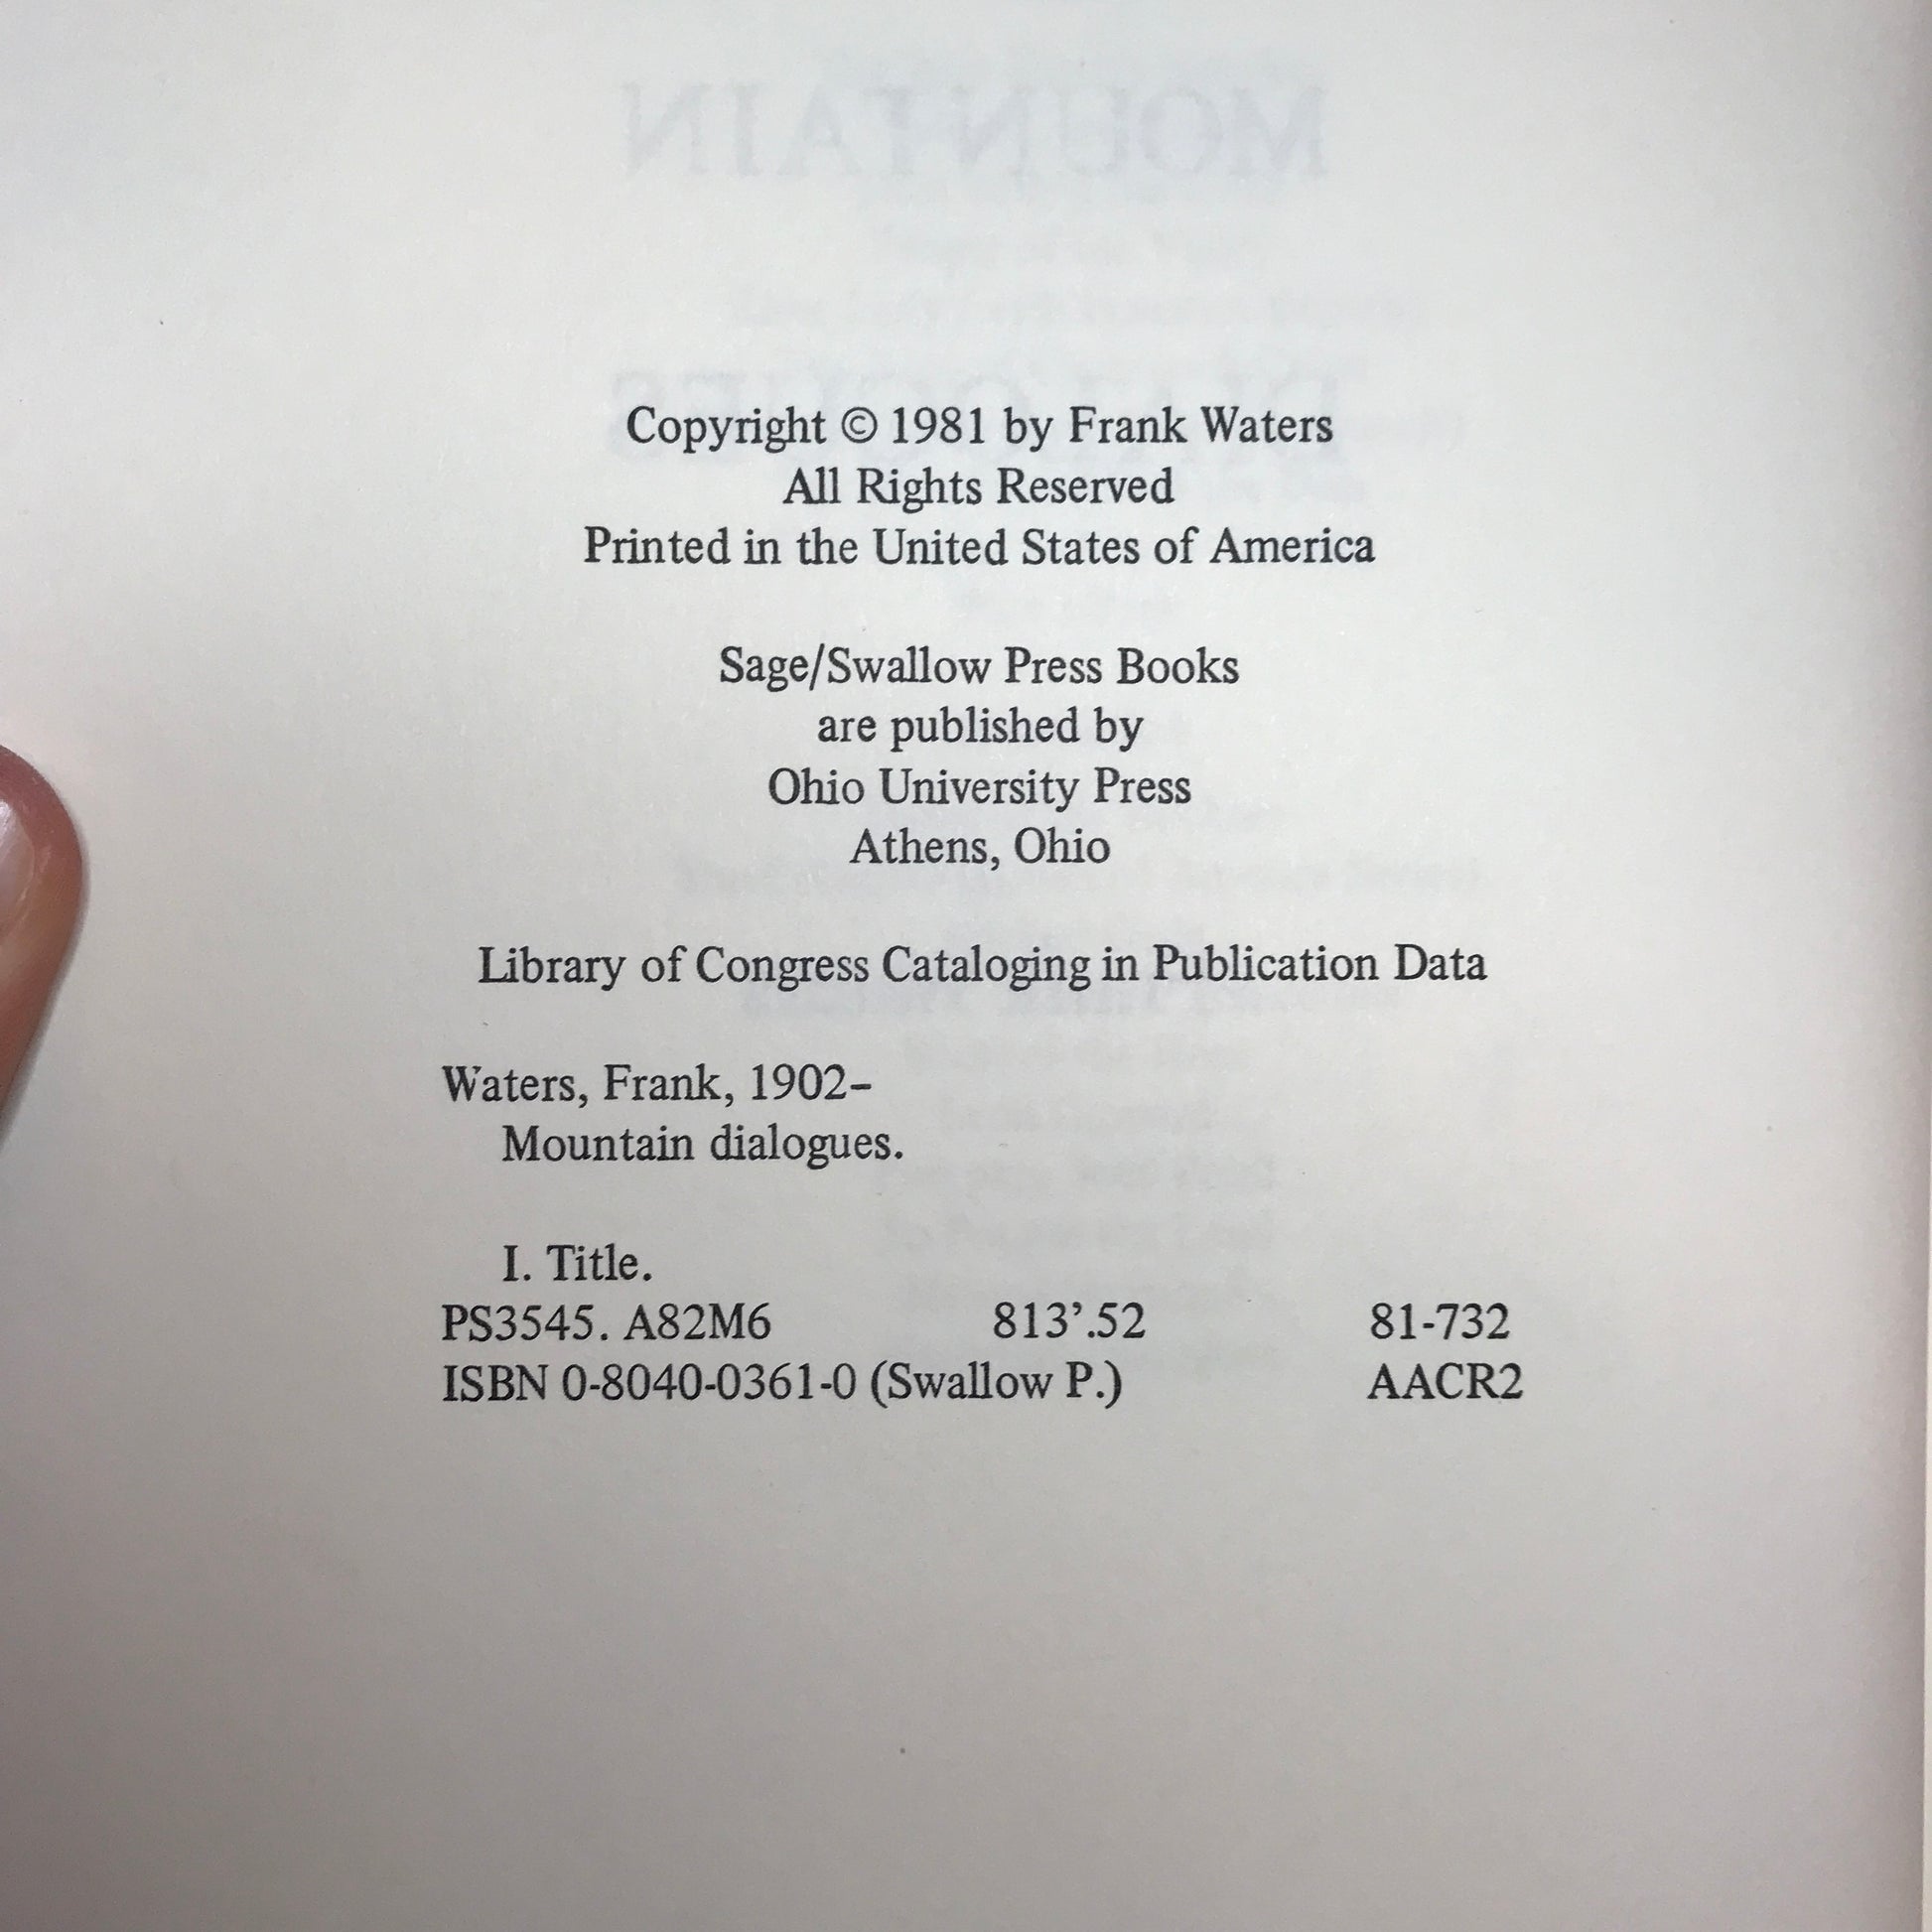 MOUNTAIN
DIALOGUES
Copyright © 1981 by Frank Waters
All Rights Reserved
Printed in the United States of America
Sage/Swallow Press Books
are published by
Ohio University Press
Athens, Ohio
Library of Congress Cataloging in Publication Data
Waters, Frank, 1902–
Mountain dialogues.
I. Title.
PS3545. A82M6 813’.52 81-732
ISBN 0-8040-0361-0 (Swallow P.) AACR2